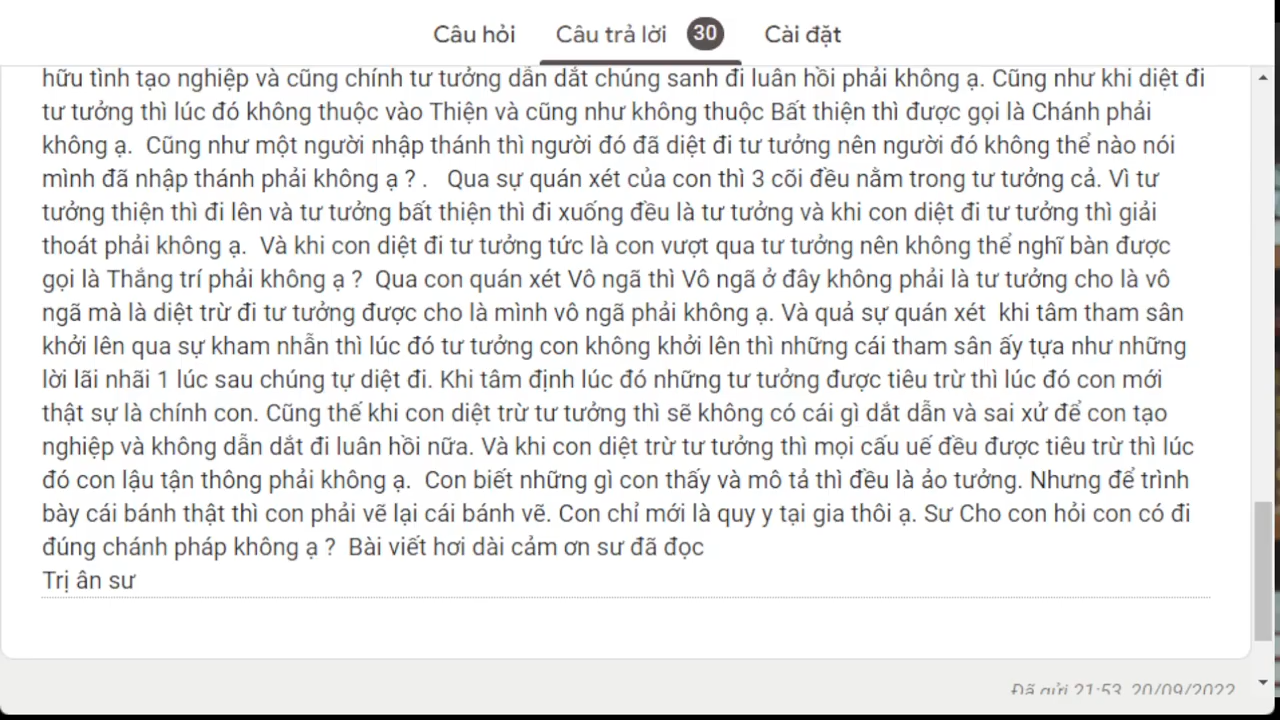 Câu hỏi Câu trả lời 30 Cài đặt
hữu tình tạo nghiệp và cũng chính tư tưởng dẫn dắt chúng sanh đi luân hồi phải không ạ. Cũng như khi diệt đi
tư tưởng thì lúc đó không thuộc vào Thiện và cũng như không thuộc Bất thiện thì được gọi là Chánh phải
không ạ. Cũng như một người nhập thánh thì người đó đã diệt đi tư tưởng nên người đó không thể nào nói
mình đã nhập thánh phải không ạ ? . Qua sự quán xét của con thì 3 cõi đều nằm trong tư tưởng cả. Vì tư
tưởng thiện thì đi lên và tư tưởng bất thiện thì đi xuống đều là tư tưởng và khi con diệt đi tư tưởng thì giải
thoát phải không ạ. Và khi con diệt đi tư tưởng tức là con vượt qua tư tưởng nên không thể nghĩ bàn được
gọi là Thắng trí phải không ạ ? Qua con quán xét Vô ngã thì Vô ngã ở đây không phải là tư tưởng cho là vô
ngã mà là diệt trừ đi tư tưởng được cho là mình vô ngã phải không ạ. Và quả sự quán xét khi tâm tham sân
khởi lên qua sự kham nhẫn thì lúc đó tư tưởng con không khởi lên thì những cái tham sân ấy tựa như những
lời lãi nhãi 1 lúc sau chúng tự diệt đi. Khi tâm định lúc đó những tư tưởng được tiêu trừ thì lúc đó con mới
thật sự là chính con. Cũng thế khi con diệt trừ tư tưởng thì sẽ không có cái gì dắt dẫn và sai xử để con tạo
nghiệp và không dẫn dắt đi luân hồi nữa. Và khi con diệt trừ tư tưởng thì mọi cấu uế đều được tiêu trừ thì lúc
đó con lậu tận thông phải không ạ. Con biết những gì con thấy và mô tả thì đều là ảo tưởng. Nhưng để trình
bày cái bánh thật thì con phải vẽ lại cái bánh vẽ. Con chỉ mới là quy y tại gia thôi ạ. Sư Cho con hỏi con có đi
đúng chánh pháp không ạ ? Bài viết hơi dài cảm ơn sư đã đọc
Trị ân sư
Đã gửi 21:53, 20/09/2022